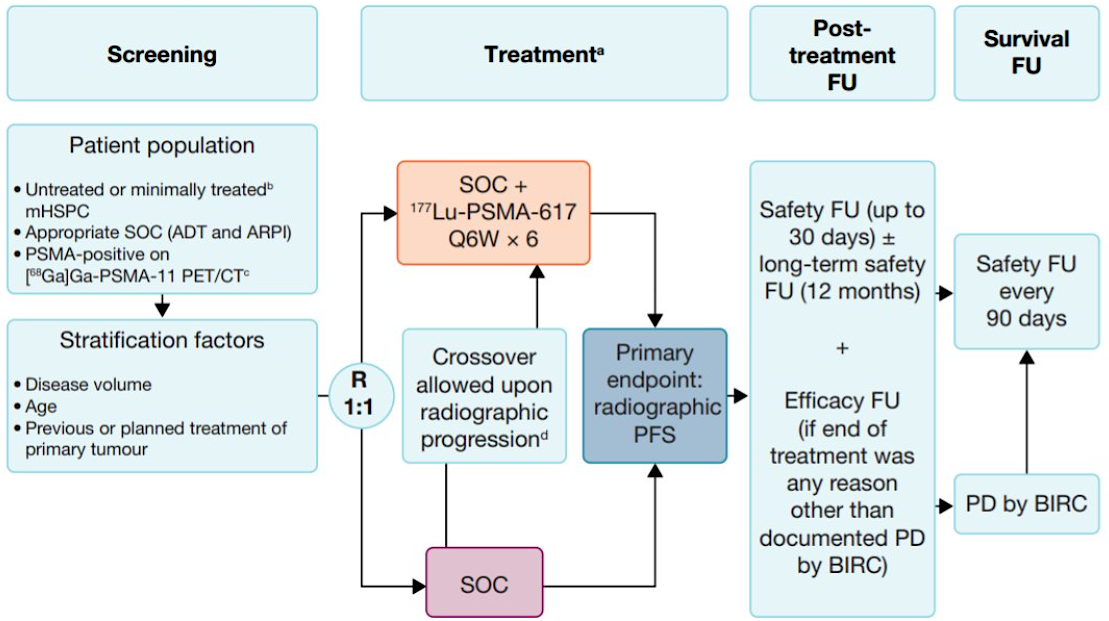 Screening
Treatmentᵃ
Post-
treatment
FU
Survival
FU
Patient population
• Untreated or minimally treatedᵇ
mHSPC
• Appropriate SOC (ADT and ARPI)
• PSMA-positive on
[⁶⁸Ga]Ga-PSMA-11 PET/CTᶜ
Stratification factors
• Disease volume
• Age
• Previous or planned treatment of
primary tumour
R
1:1
SOC +
¹⁷⁷Lu-PSMA-617
Q6W × 6
Crossover
allowed upon
radiographic
progressionᵈ
SOC
Primary
endpoint:
radiographic
PFS
Safety FU (up to
30 days) ±
long-term safety
FU (12 months)
+
Efficacy FU
(if end of
treatment was
any reason
other than
documented PD
by BIRC)
Safety FU
every
90 days
PD by BIRC